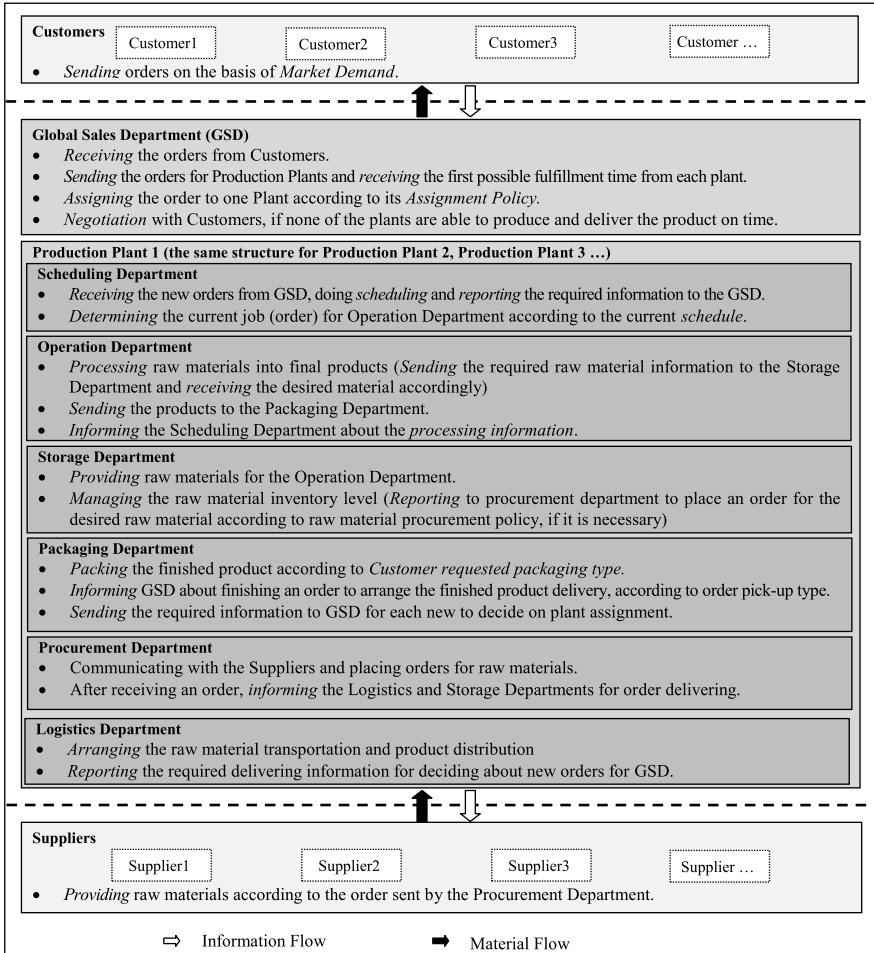 Customers
Customer1 Customer2 Customer3 Customer …
• Sending orders on the basis of Market Demand.
Global Sales Department (GSD)
• Receiving the orders from Customers.
• Sending the orders for Production Plants and receiving the first possible fulfillment time from each plant.
• Assigning the order to one Plant according to its Assignment Policy.
• Negotiation with Customers, if none of the plants are able to produce and deliver the product on time.
Production Plant 1 (the same structure for Production Plant 2, Production Plant 3 …)
Scheduling Department
• Receiving the new orders from GSD, doing scheduling and reporting the required information to the GSD.
• Determining the current job (order) for Operation Department according to the current schedule.
Operation Department
• Processing raw materials into final products (Sending the required raw material information to the Storage
Department and receiving the desired material accordingly)
• Sending the products to the Packaging Department.
• Informing the Scheduling Department about the processing information.
Storage Department
• Providing raw materials for the Operation Department.
• Managing the raw material inventory level (Reporting to procurement department to place an order for the
desired raw material according to raw material procurement policy, if it is necessary)
Packaging Department
• Packing the finished product according to Customer requested packaging type.
• Informing GSD about finishing an order to arrange the finished product delivery, according to order pick-up type.
• Sending the required information to GSD for each new to decide on plant assignment.
Procurement Department
• Communicating with the Suppliers and placing orders for raw materials.
• After receiving an order, informing the Logistics and Storage Departments for order delivering.
Logistics Department
• Arranging the raw material transportation and product distribution
• Reporting the required delivering information for deciding about new orders for GSD.
Suppliers
Supplier1 Supplier2 Supplier3 Supplier …
• Providing raw materials according to the order sent by the Procurement Department.
Information Flow Material Flow